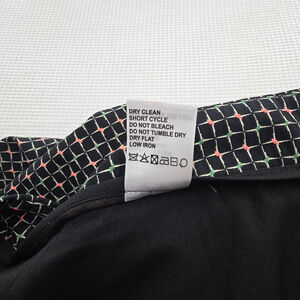 DRY CLEAN
SHORT CYCLE
DO NOT BLEACH
DO NOT TUMBLE DRY
DRY FLAT
LOW IRON